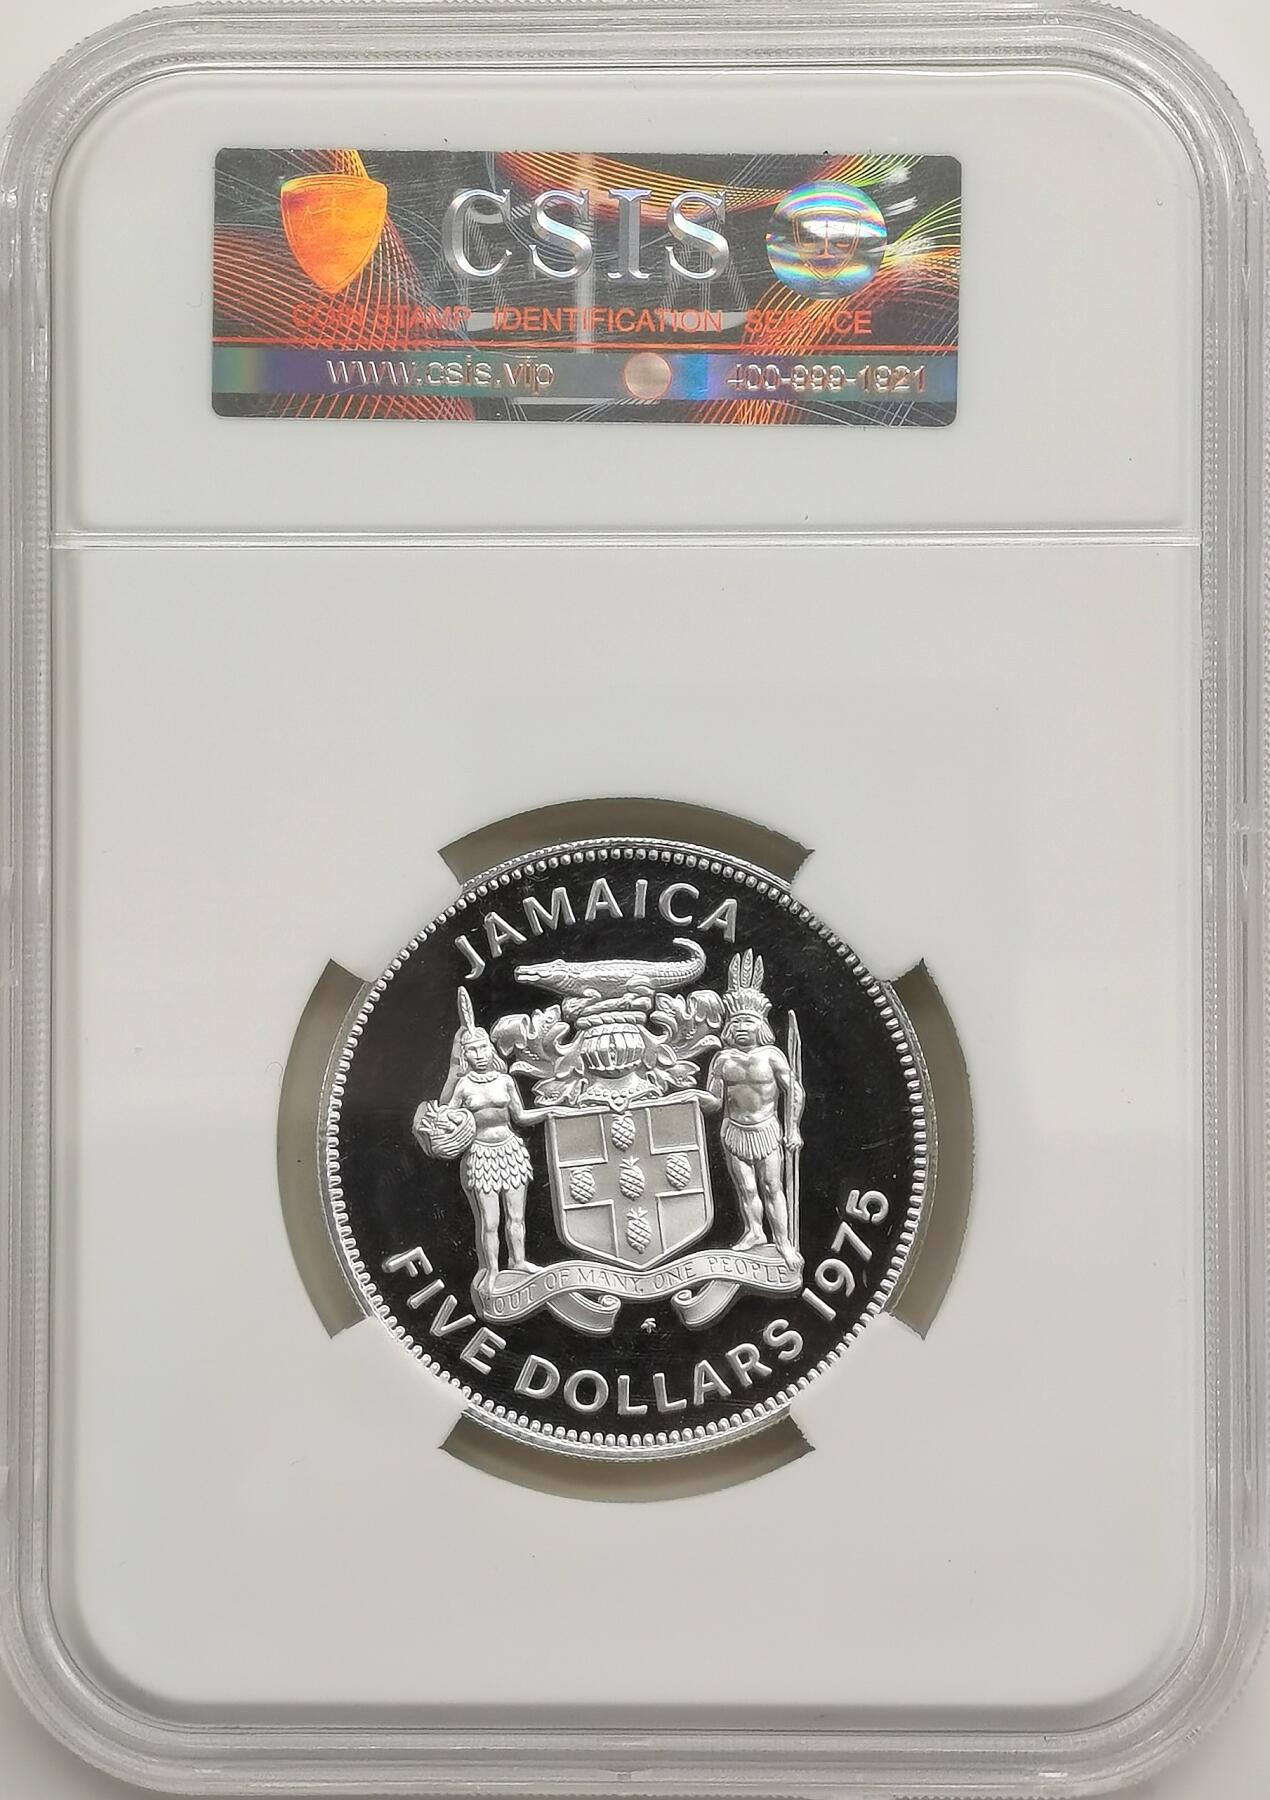 CSIS
COIN STAMP IDENTIFICATION SERVICE
www.csis.vip 400-999-1921
JAMAICA
OUT OF MANY, ONE PEOPLE
FIVE DOLLARS 1975